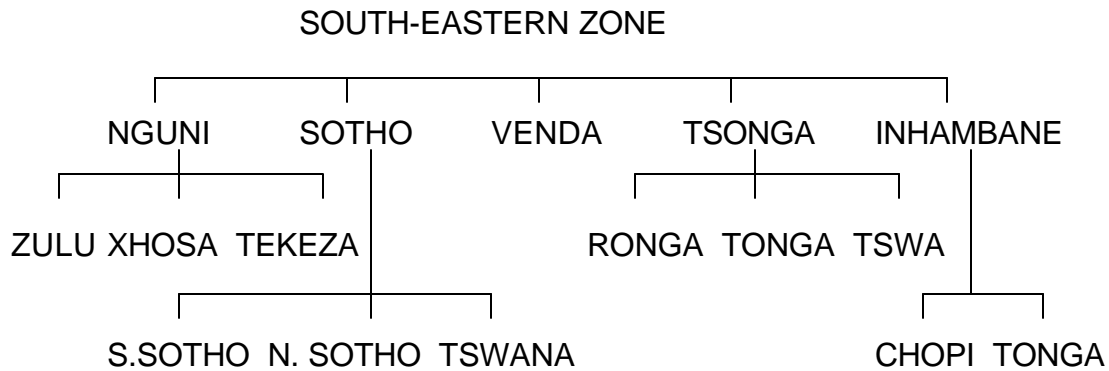 SOUTH-EASTERN ZONE
NGUNI SOTHO VENDA TSONGA INHAMBANE
ZULU XHOSA TEKEZA RONGA TONGA TSWA
S.SOTHO N. SOTHO TSWANA CHOPI TONGA